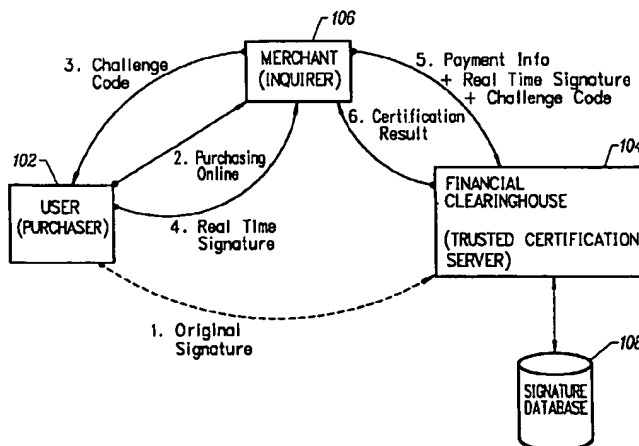 106
MERCHANT
(INQUIRER)
3. Challenge
Code
5. Payment Info
+ Real Time Signature
+ Challenge Code
6. Certification
Result
2. Purchasing
Online
102
USER
(PURCHASER)
4. Real Time
Signature
104
FINANCIAL
CLEARINGHOUSE
(TRUSTED CERTIFICATION
SERVER)
1. Original
Signature
108
SIGNATURE
DATABASE